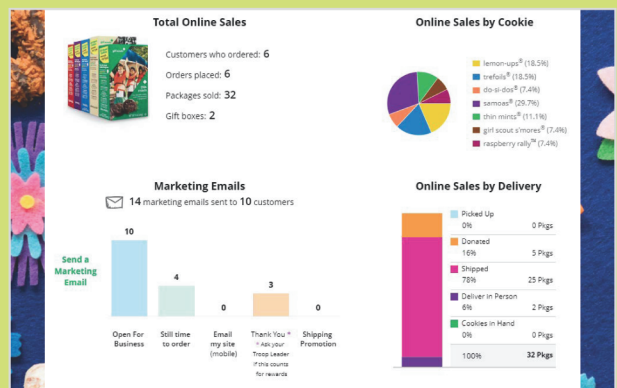 Total Online Sales
Customers who ordered: 6
Orders placed: 6
Packages sold: 32
Gift boxes: 2
Online Sales by Cookie
lemon-ups® (18.5%)
trefoils® (18.5%)
do-si-dos® (7.4%)
samoas® (29.7%)
thin mints® (11.1%)
girl scout s'mores® (7.4%)
raspberry rally™ (7.4%)
Marketing Emails
14 marketing emails sent to 10 customers
Send a
Marketing
Email
10
4
0
3
0
Open For
Business
Still time
to order
Email
my site
(mobile)
Thank You *
* Ask your
Troop Leader
if this counts
for rewards
Shipping
Promotion
Online Sales by Delivery
Picked Up
0% 0 Pkgs
Donated
16% 5 Pkgs
Shipped
78% 25 Pkgs
Deliver in Person
6% 2 Pkgs
Cookies in Hand
0% 0 Pkgs
100% 32 Pkgs